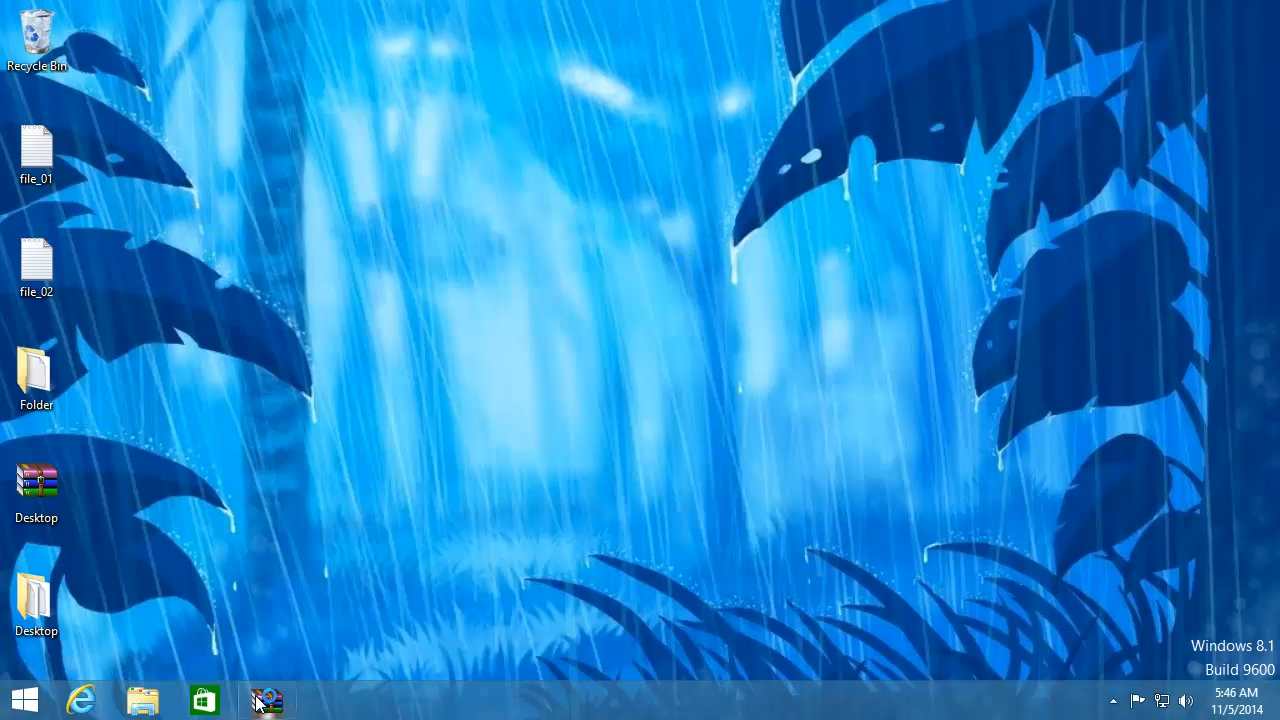 Recycle Bin
file_01
file_02
Folder
Desktop
Desktop
Windows 8.1
Build 9600
5:46 AM
11/5/2014